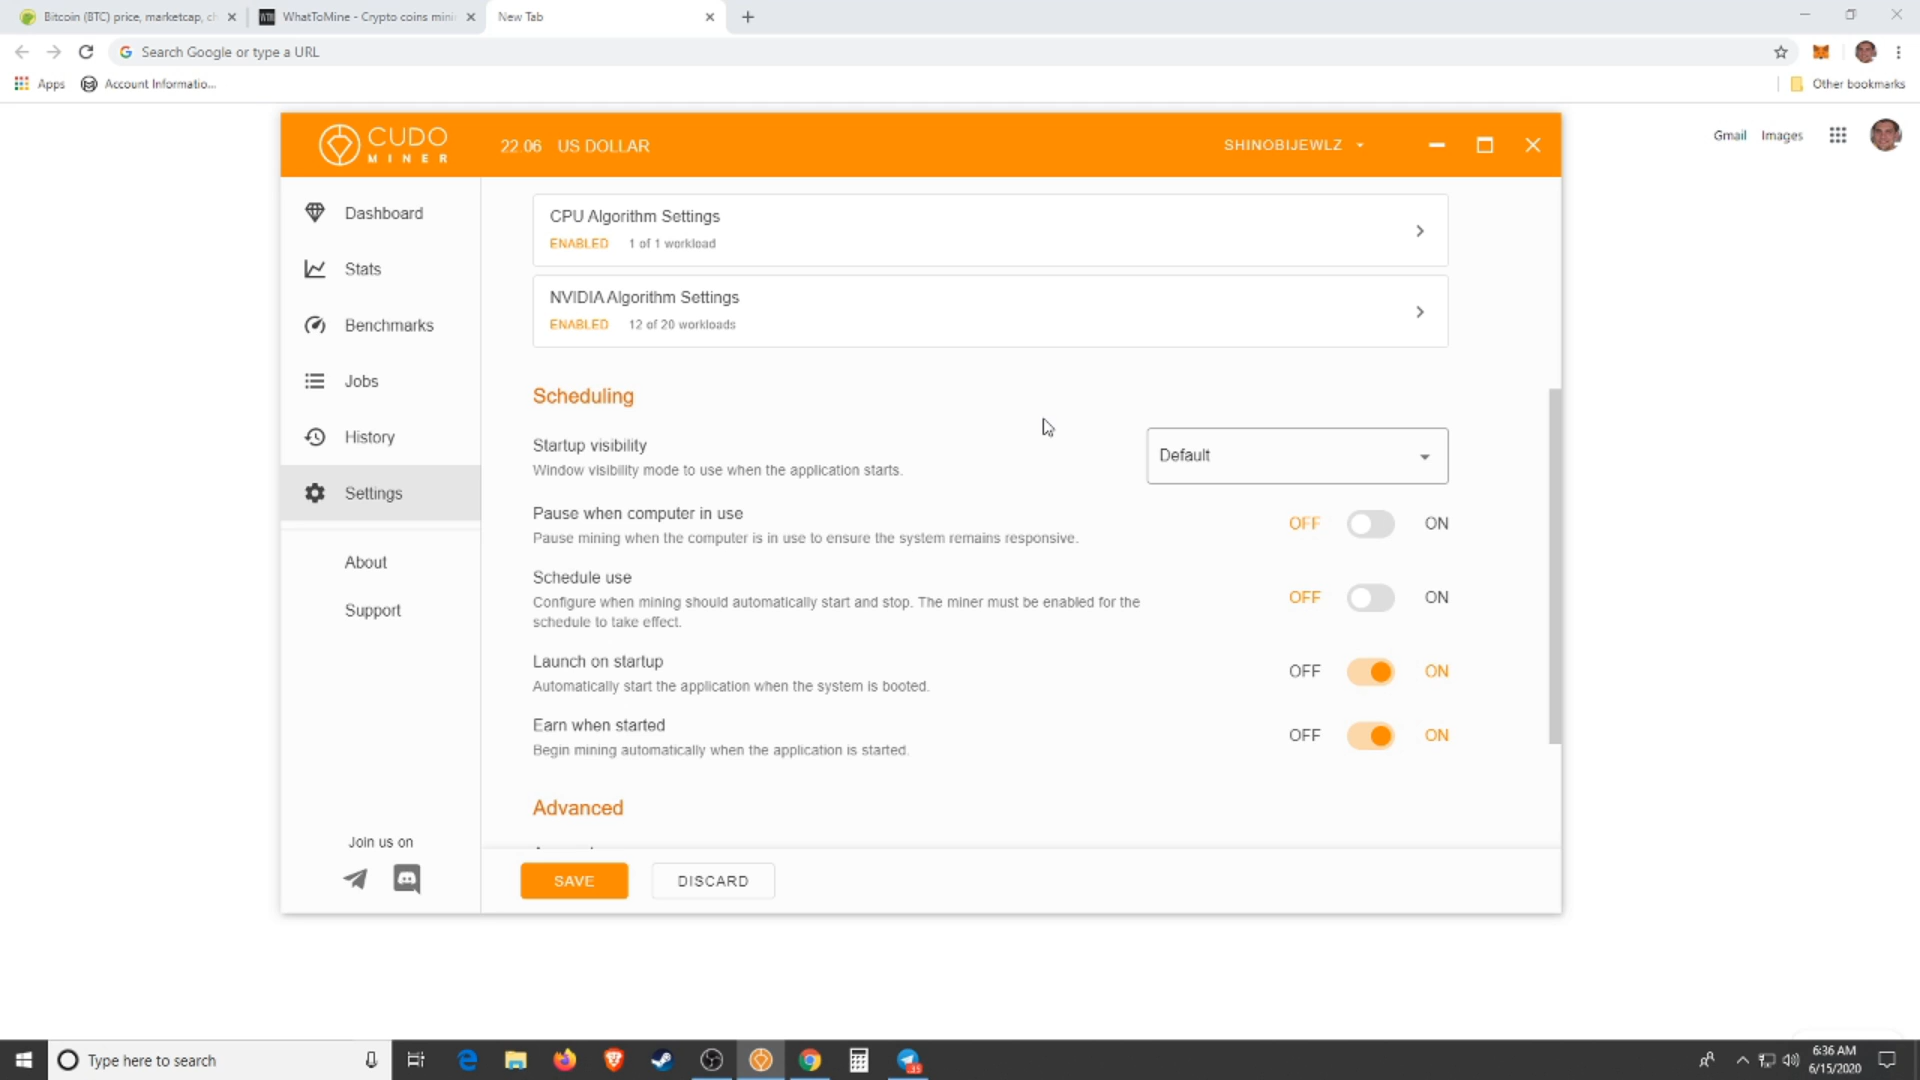 Bitcoin (BTC) price, marketcap, ch
WhatToMine - Crypto coins mini
New Tab
Search Google or type a URL
Apps
Account Informatio...
Other bookmarks
Gmail
Images
CUDO
MINER
22 06 US DOLLAR
SHINOBIJEWLZ
Dashboard
Stats
Benchmarks
Jobs
History
Settings
About
Support
Join us on
CPU Algorithm Settings
ENABLED 1 of 1 workload
NVIDIA Algorithm Settings
ENABLED 12 of 20 workloads
Scheduling
Startup visibility
Window visibility mode to use when the application starts.
Default
Pause when computer in use
Pause mining when the computer is in use to ensure the system remains responsive.
OFF ON
Schedule use
Configure when mining should automatically start and stop. The miner must be enabled for the
schedule to take effect.
OFF ON
Launch on startup
Automatically start the application when the system is booted.
OFF ON
Earn when started
Begin mining automatically when the application is started.
OFF ON
Advanced
SAVE
DISCARD
Type here to search
6:36 AM
6/15/2020